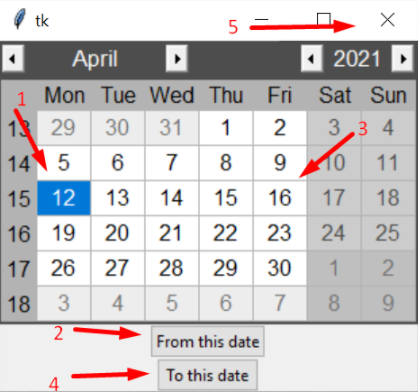 tk
5
April 2021
1
Mon Tue Wed Thu Fri Sat Sun
13 29 30 31 1 2 3 4
3
14 5 6 7 8 9 10 11
15 12 13 14 15 16 17 18
16 19 20 21 22 23 24 25
17 26 27 28 29 30 1 2
18 3 4 5 6 7 8 9
2 From this date
4 To this date